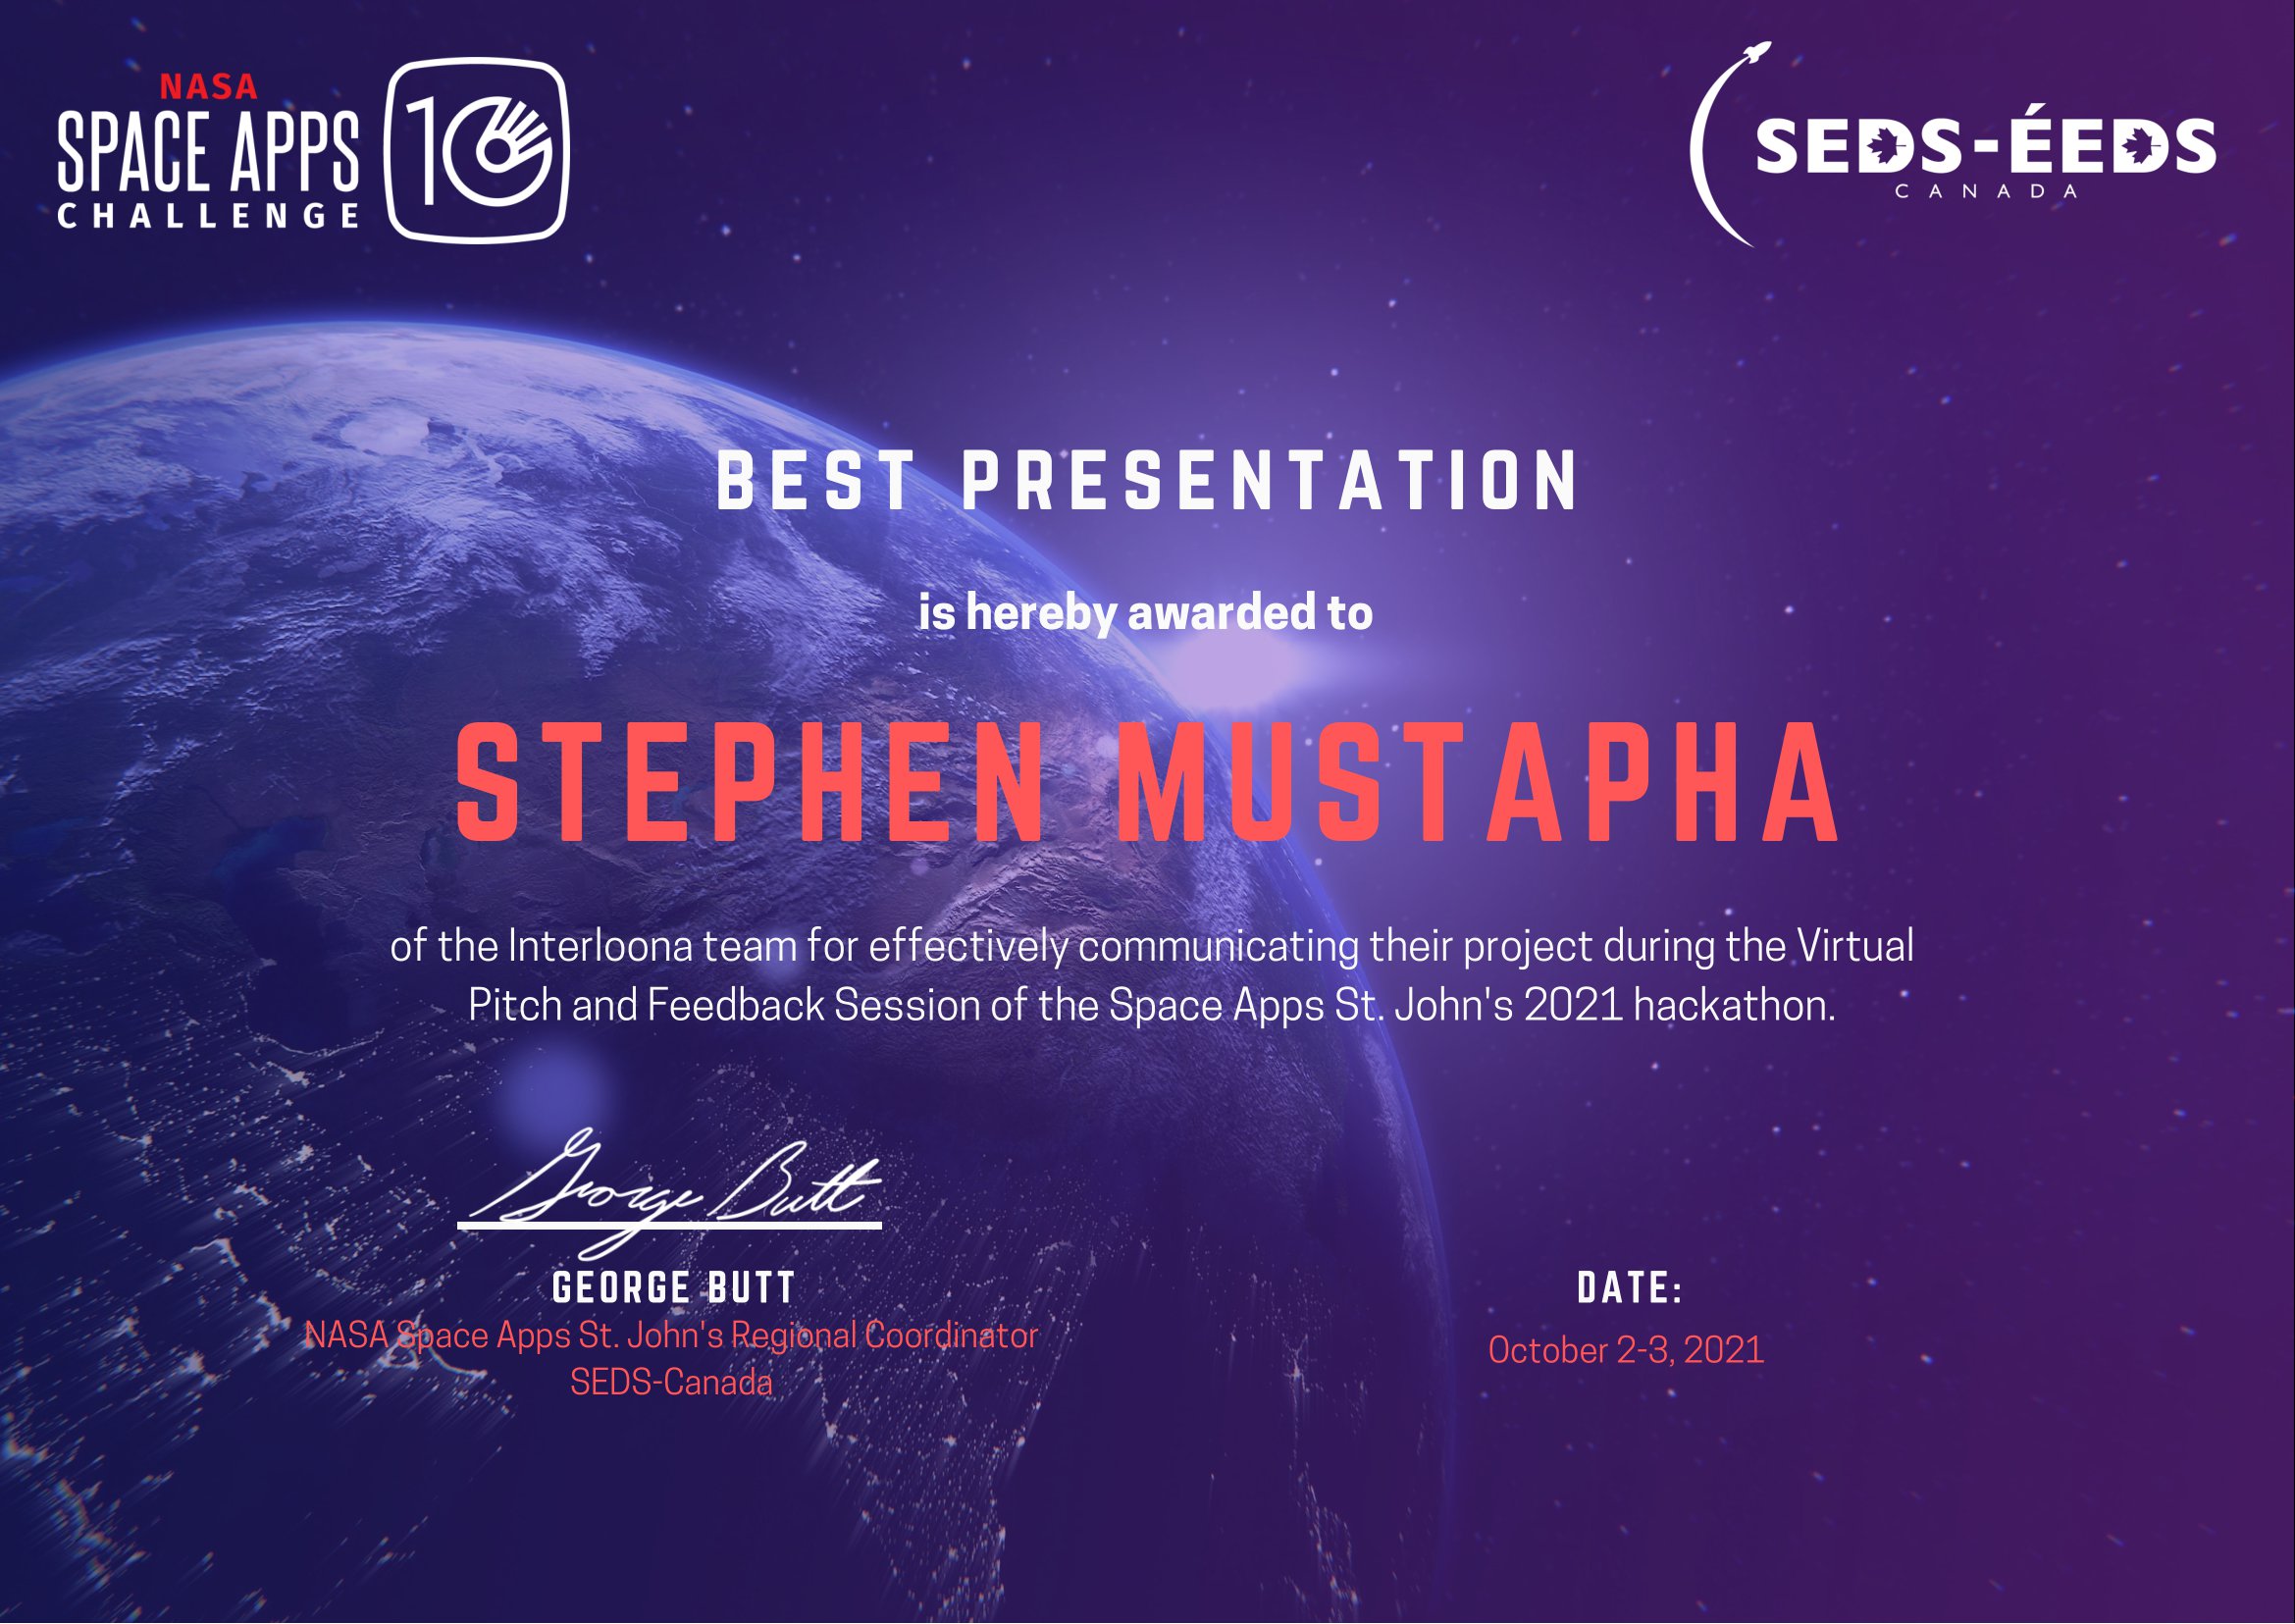 NASA
SPACE APPS
CHALLENGE
10
SEDS-ÉEDS
CANADA
BEST PRESENTATION
is hereby awarded to
STEPHEN MUSTAPHA
of the Interloona team for effectively communicating their project during the Virtual
Pitch and Feedback Session of the Space Apps St. John's 2021 hackathon.
George Butt
GEORGE BUTT
NASA Space Apps St. John's Regional Coordinator
SEDS-Canada
DATE:
October 2-3, 2021